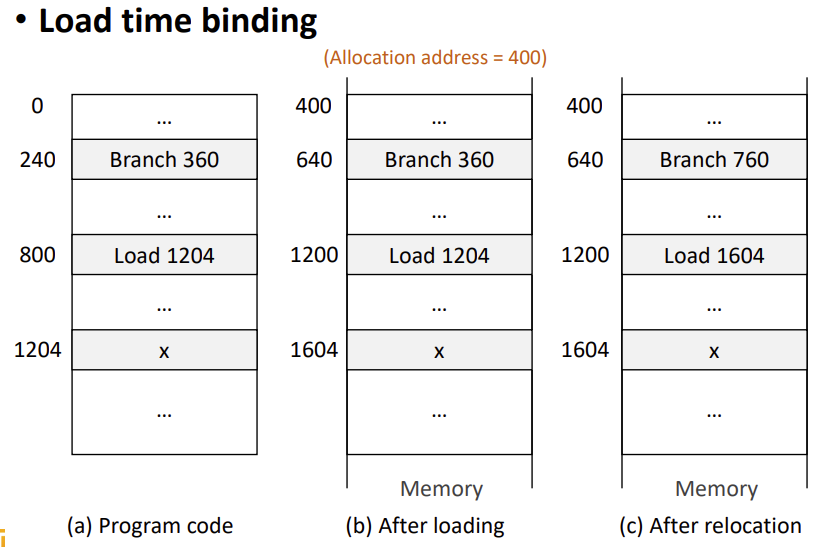 • Load time binding
(Allocation address = 400)
0
...
240 Branch 360
...
800 Load 1204
...
1204 x
...
(a) Program code
400
...
640 Branch 360
...
1200 Load 1204
...
1604 x
...
Memory
(b) After loading
400
...
640 Branch 760
...
1200 Load 1604
...
1604 x
...
Memory
(c) After relocation